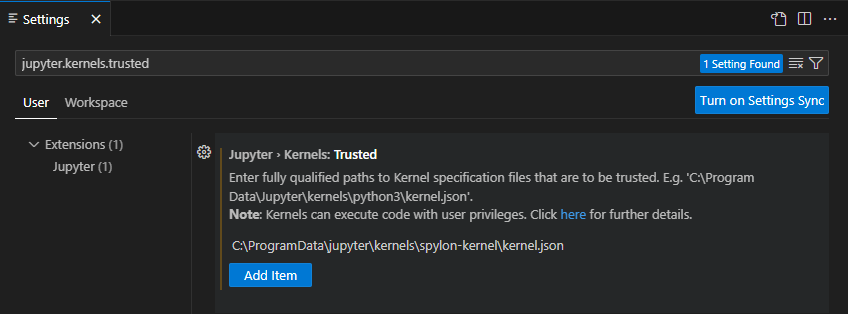 Settings
jupyter.kernels.trusted
1 Setting Found
User Workspace
Turn on Settings Sync
Extensions (1)
Jupyter (1)
Jupyter › Kernels: Trusted
Enter fully qualified paths to Kernel specification files that are to be trusted. E.g. 'C:\Program
Data\Jupyter\kernels\python3\kernel.json'.
Note: Kernels can execute code with user privileges. Click here for further details.
C:\ProgramData\jupyter\kernels\spylon-kernel\kernel.json
Add Item